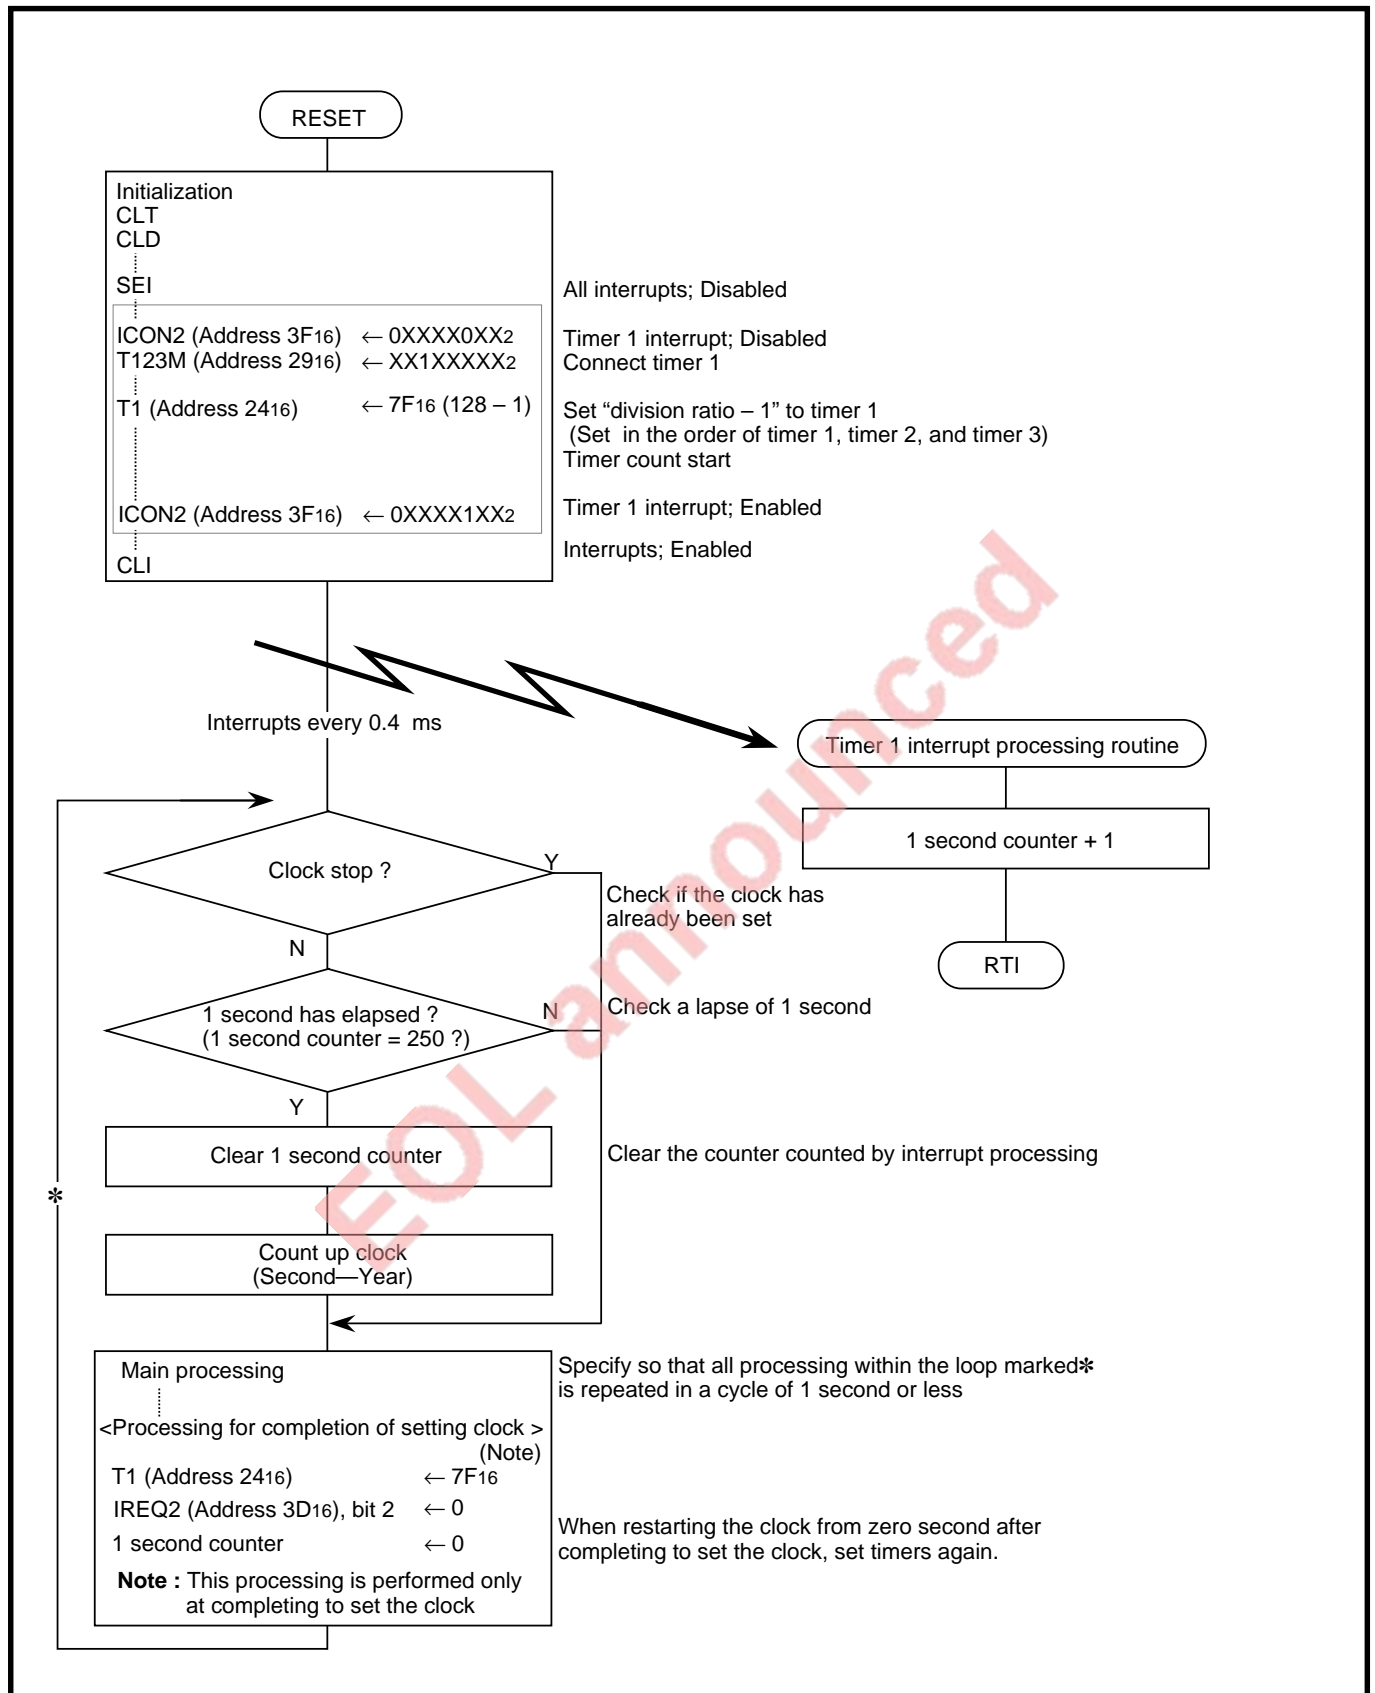 RESET
Initialization
CLT
CLD
SEI
All interrupts; Disabled
ICON2 (Address 3F16) ← 0XXXX0XX2
Timer 1 interrupt; Disabled
T123M (Address 2916) ← XX1XXXXX2
Connect timer 1
T1 (Address 2416) ← 7F16 (128 – 1)
Set “division ratio – 1” to timer 1
(Set in the order of timer 1, timer 2, and timer 3)
Timer count start
ICON2 (Address 3F16) ← 0XXXX1XX2
Timer 1 interrupt; Enabled
Interrupts; Enabled
CLI
Interrupts every 0.4 ms
Timer 1 interrupt processing routine
1 second counter + 1
RTI
Clock stop ?
Y
Check if the clock has
already been set
N
1 second has elapsed ?
(1 second counter = 250 ?)
N
Check a lapse of 1 second
Y
Clear 1 second counter
Clear the counter counted by interrupt processing
✻
Count up clock
(Second—Year)
Main processing
Specify so that all processing within the loop marked✻
is repeated in a cycle of 1 second or less
<Processing for completion of setting clock >
(Note)
T1 (Address 2416) ← 7F16
IREQ2 (Address 3D16), bit 2 ← 0
1 second counter ← 0
When restarting the clock from zero second after
completing to set the clock, set timers again.
Note : This processing is performed only
at completing to set the clock
EOL announced